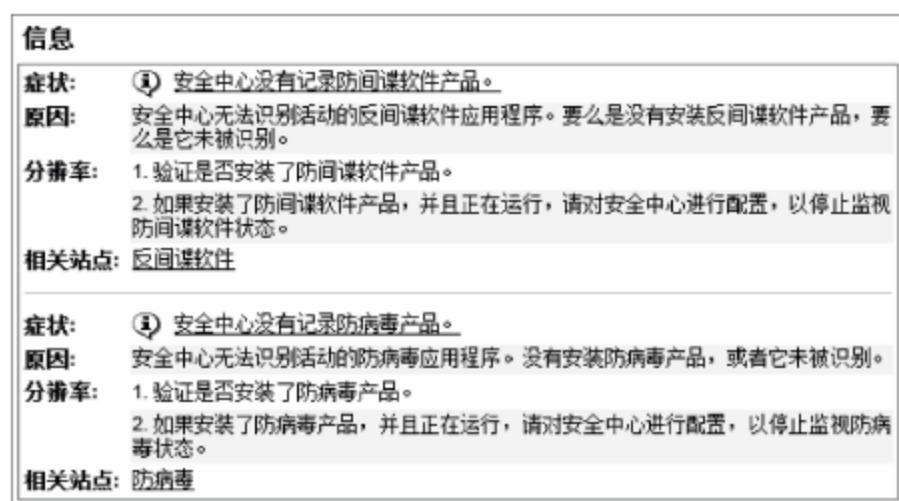 信息
症状: 安全中心没有记录防间谍软件产品。
原因: 安全中心无法识别活动的反间谍软件应用程序。要么是没有安装反间谍软件产品，要
么是它未被识别。
分辨率: 1. 验证是否安装了防间谍软件产品。
2. 如果安装了防间谍软件产品，并且正在运行，请对安全中心进行配置，以停止监视
防间谍软件状态。
相关站点: 反间谍软件
症状: 安全中心没有记录防病毒产品。
原因: 安全中心无法识别活动的防病毒应用程序。没有安装防病毒产品，或者它未被识别。
分辨率: 1. 验证是否安装了防病毒产品。
2. 如果安装了防病毒产品，并且正在运行，请对安全中心进行配置，以停止监视防病
毒状态。
相关站点: 防病毒